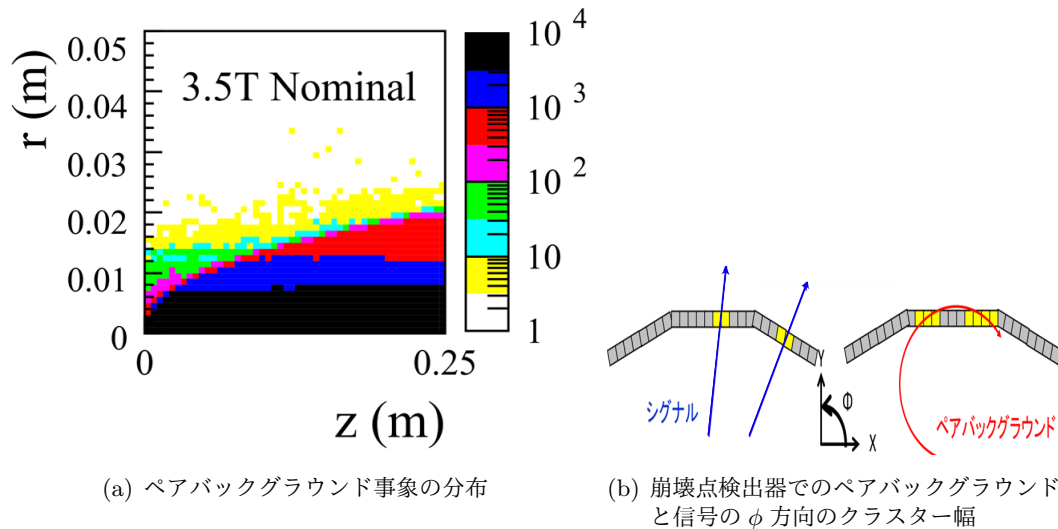 r (m)
0.05
0.04
0.03
0.02
0.01
0
3.5T Nominal
10 4
10 3
10 2
10
1
0
0.25
z (m)
シグナル
Y
Φ
X
ペアバックグラウンド
(a) ペアバックグラウンド事象の分布
(b) 崩壊点検出器でのペアバックグラウンド
と信号の φ 方向のクラスター幅